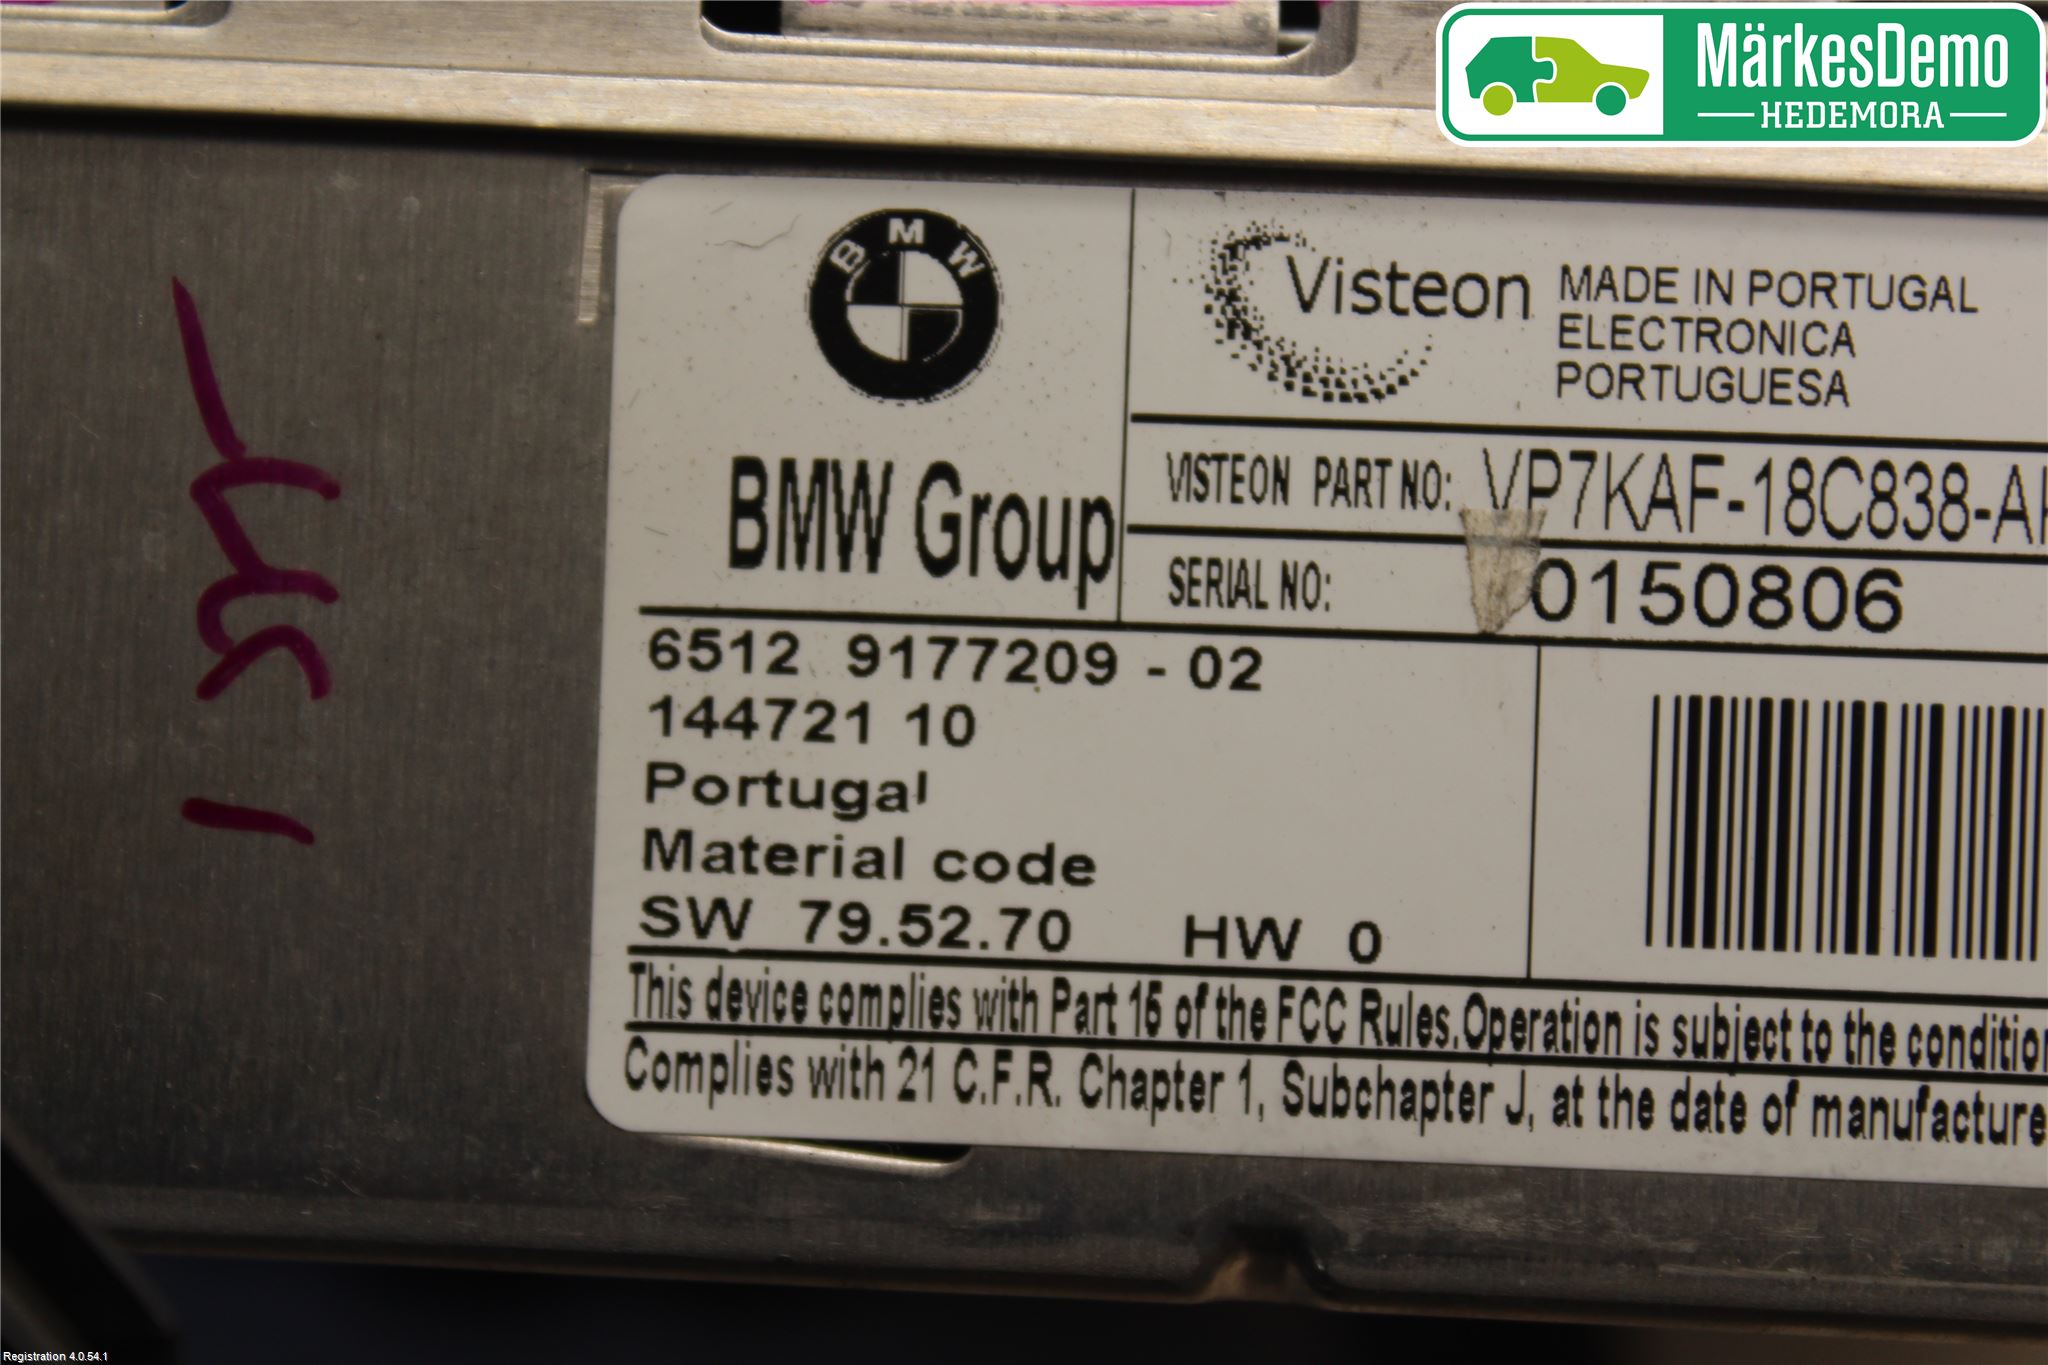 MärkesDemo
HEDEMORA
BMW
Visteon
MADE IN PORTUGAL
ELECTRONICA
PORTUGUESA
BMW Group
VISTEON PART NO: VP7KAF-18C838-A
SERIAL NO: 0150806
6512 9177209 - 02
144721 10
Portugal
Material code
SW 79.52.70 HW 0
This device complies with Part 15 of the FCC Rules.Operation is subject to the condition
Complies with 21 C.F.R. Chapter 1, Subchapter J, at the date of manufacture
Registration 4.0.54.1